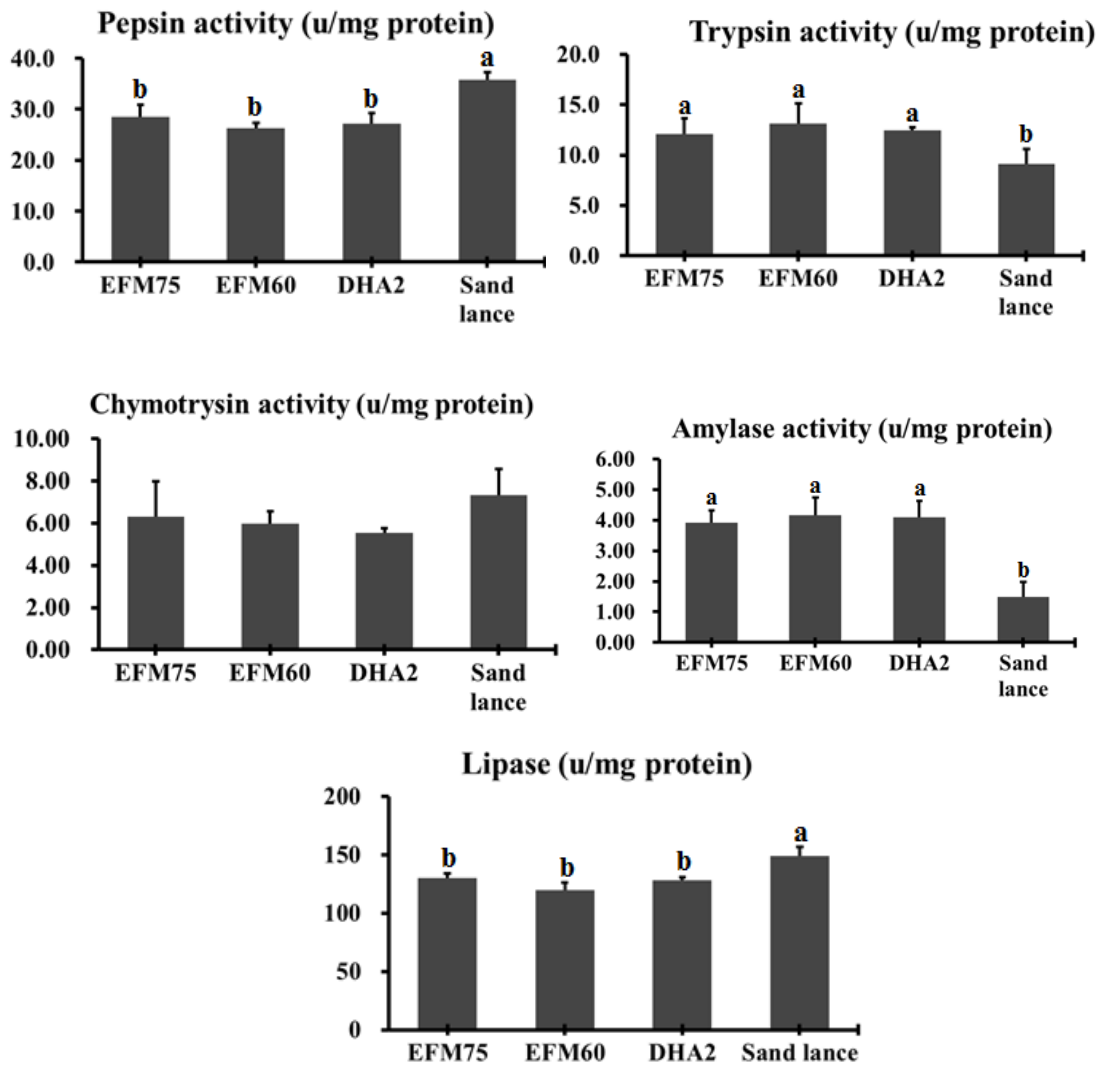 Pepsin activity (u/mg protein)
40.0
30.0
20.0
10.0
0.0
b
b
b
a
EFM75
EFM60
DHA2
Sand
lance
Trypsin activity (u/mg protein)
20.0
15.0
10.0
5.0
0.0
a
a
a
b
EFM75
EFM60
DHA2
Sand
lance
Chymotrysin activity (u/mg protein)
10.00
8.00
6.00
4.00
2.00
0.00
EFM75
EFM60
DHA2
Sand
lance
Amylase activity (u/mg protein)
6.00
5.00
4.00
3.00
2.00
1.00
0.00
a
a
a
b
EFM75
EFM60
DHA2
Sand
lance
Lipase (u/mg protein)
200
150
100
50
0
b
b
b
a
EFM75
EFM60
DHA2
Sand lance